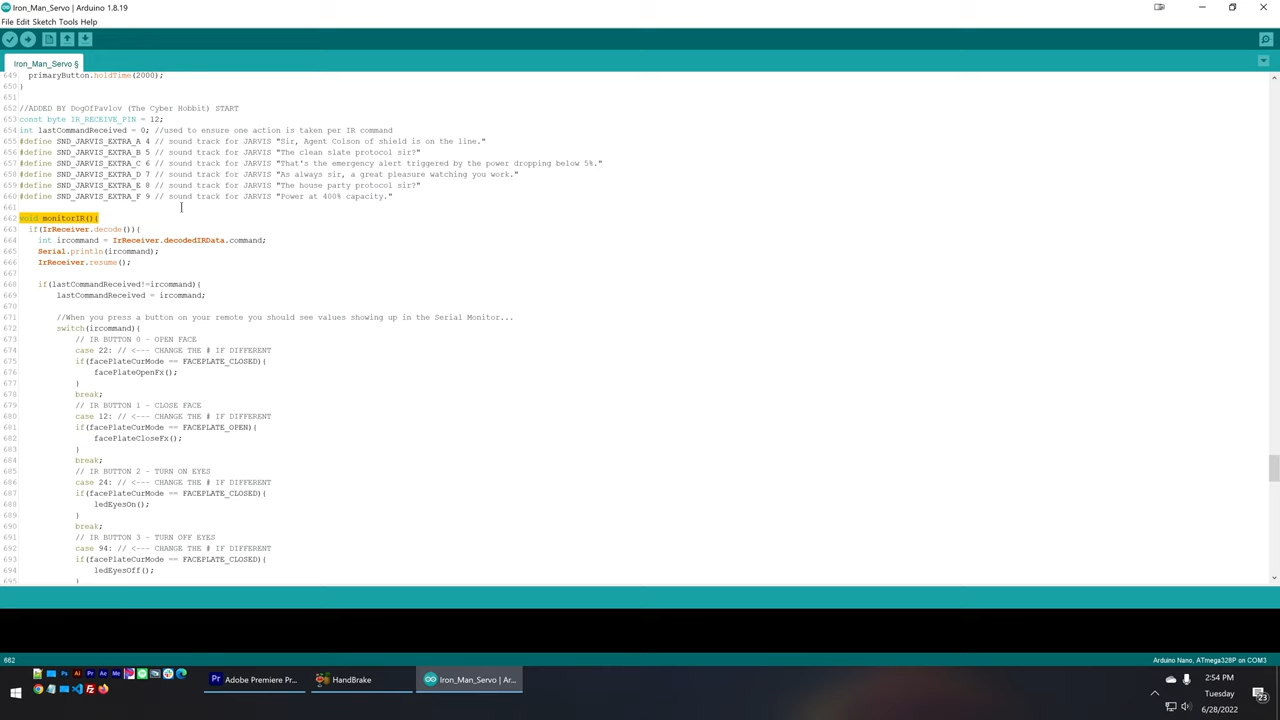 Iron_Man_Servo | Arduino 1.8.19
File Edit Sketch Tools Help
Iron_Man_Servo §
649 primaryButton.holdTime(2000);
650 }
651
652 //ADDED BY DogOfPavlov (The Cyber Hobbit) START
653 const byte IR_RECEIVE_PIN = 12;
654 int lastCommandReceived = 0; //used to ensure one action is taken per IR command
655 #define SND_JARVIS_EXTRA_A 4 // sound track for JARVIS "Sir, Agent Colson of shield is on the line."
656 #define SND_JARVIS_EXTRA_B 5 // sound track for JARVIS "The clean slate protocol sir?"
657 #define SND_JARVIS_EXTRA_C 6 // sound track for JARVIS "That's the emergency alert triggered by the power dropping below 5%."
658 #define SND_JARVIS_EXTRA_D 7 // sound track for JARVIS "As always sir, a great pleasure watching you work."
659 #define SND_JARVIS_EXTRA_E 8 // sound track for JARVIS "The house party protocol sir?"
660 #define SND_JARVIS_EXTRA_F 9 // sound track for JARVIS "Power at 400% capacity."
661
662 void monitorIR(){
663 if(IrReceiver.decode()){
664 int ircommand = IrReceiver.decodedIRData.command;
665 Serial.println(ircommand);
666 IrReceiver.resume();
667
668 if(lastCommandReceived!=ircommand){
669 lastCommandReceived = ircommand;
670
671 //When you press a button on your remote you should see values showing up in the Serial Monitor...
672 switch(ircommand){
673 // IR BUTTON 0 - OPEN FACE
674 case 22: // <--- CHANGE THE # IF DIFFERENT
675 if(facePlateCurMode == FACEPLATE_CLOSED){
676 facePlateOpenFx();
677 }
678 break;
679 // IR BUTTON 1 - CLOSE FACE
680 case 12: // <--- CHANGE THE # IF DIFFERENT
681 if(facePlateCurMode == FACEPLATE_OPEN){
682 facePlateCloseFx();
683 }
684 break;
685 // IR BUTTON 2 - TURN ON EYES
686 case 24: // <--- CHANGE THE # IF DIFFERENT
687 if(facePlateCurMode == FACEPLATE_CLOSED){
688 ledEyesOn();
689 }
690 break;
691 // IR BUTTON 3 - TURN OFF EYES
692 case 94: // <--- CHANGE THE # IF DIFFERENT
693 if(facePlateCurMode == FACEPLATE_CLOSED){
694 ledEyesOff();
695 }
662
Arduino Nano, ATmega328P on COM3
Ps Ai Pr Ae Me
Pr Adobe Premiere Pr...
HandBrake
Iron_Man_Servo | Ar...
2:54 PM
Tuesday
6/28/2022
23